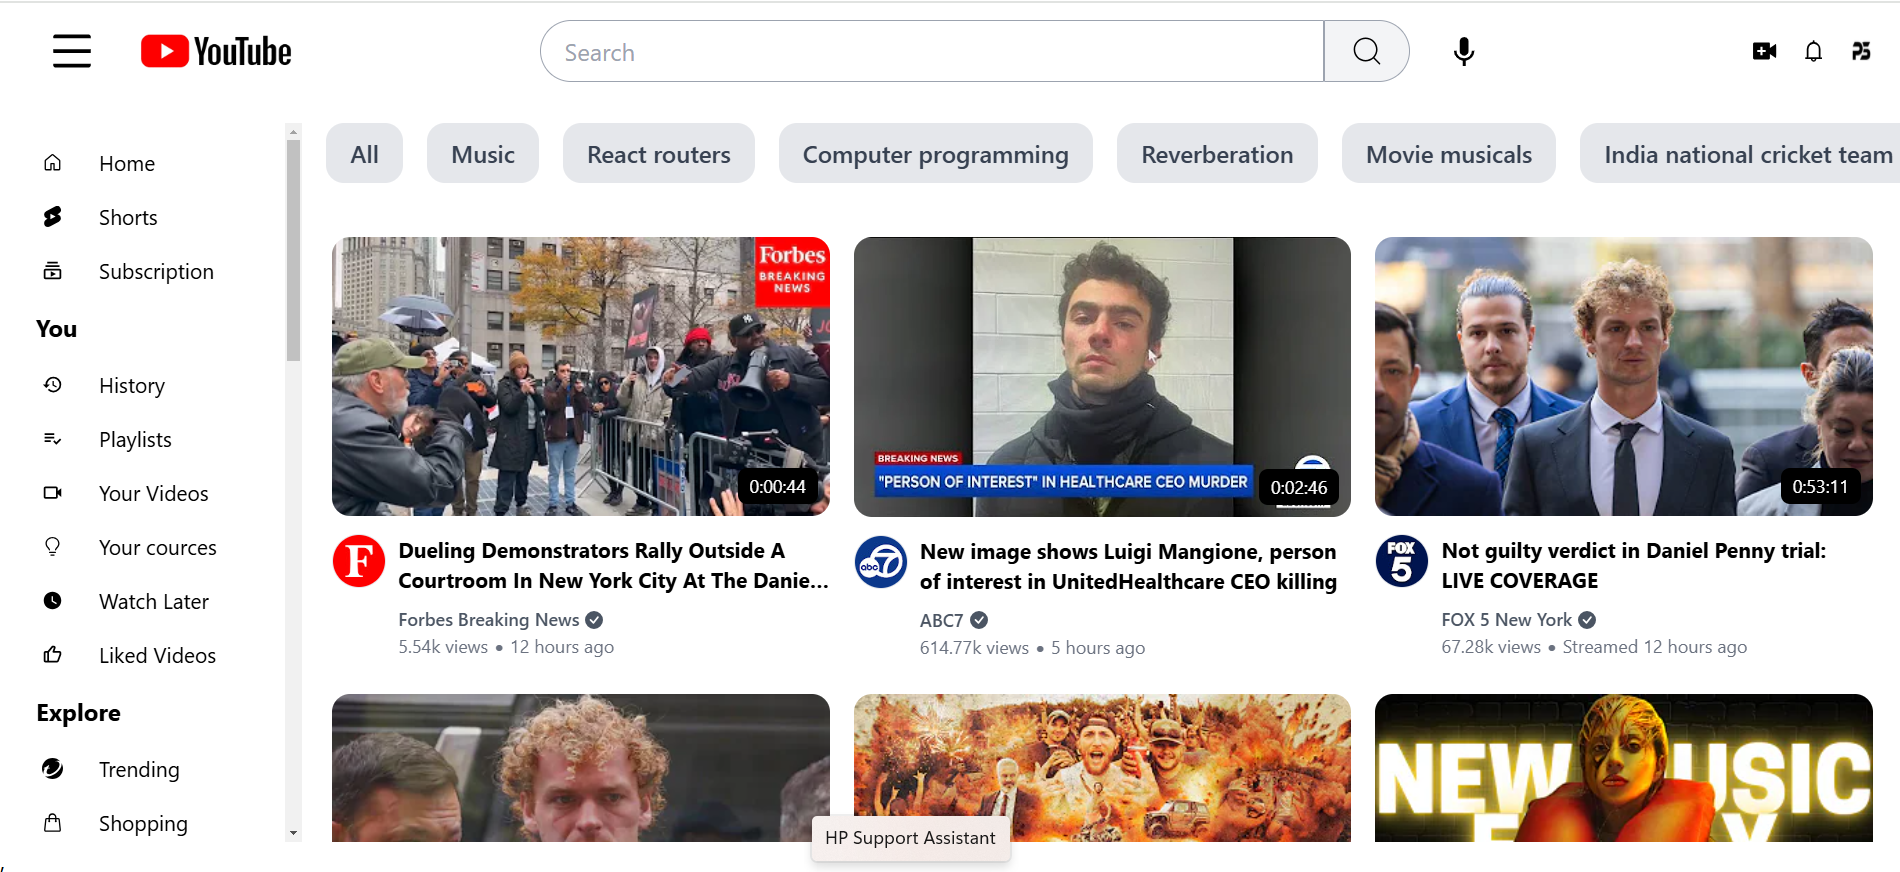 YouTube
Search
P5
Home
Shorts
Subscription
You
History
Playlists
Your Videos
Your cources
Watch Later
Liked Videos
Explore
Trending
Shopping
All
Music
React routers
Computer programming
Reverberation
Movie musicals
India national cricket team
Forbes
BREAKING
NEWS
0:00:44
F
Dueling Demonstrators Rally Outside A
Courtroom In New York City At The Danie...
Forbes Breaking News
5.54k views • 12 hours ago
BREAKING NEWS
"PERSON OF INTEREST" IN HEALTHCARE CEO MURDER
0:02:46
abc7
New image shows Luigi Mangione, person
of interest in UnitedHealthcare CEO killing
ABC7
614.77k views • 5 hours ago
0:53:11
FOX
5
Not guilty verdict in Daniel Penny trial:
LIVE COVERAGE
FOX 5 New York
67.28k views • Streamed 12 hours ago
NEW MUSIC
HP Support Assistant